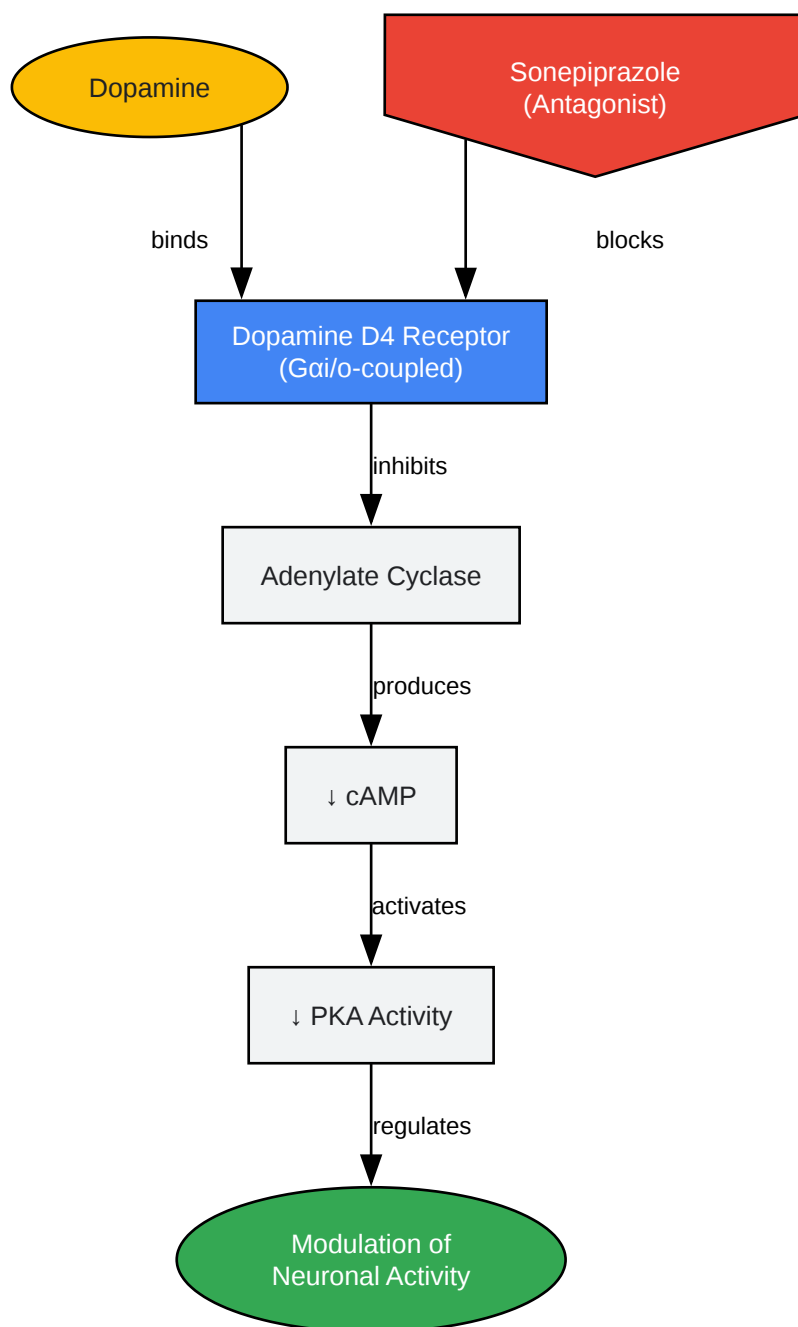 Dopamine
Sonepiprazole
(Antagonist)
binds
blocks
Dopamine D4 Receptor
(Gαi/o-coupled)
inhibits
Adenylate Cyclase
produces
↓ cAMP
activates
↓ PKA Activity
regulates
Modulation of
Neuronal Activity